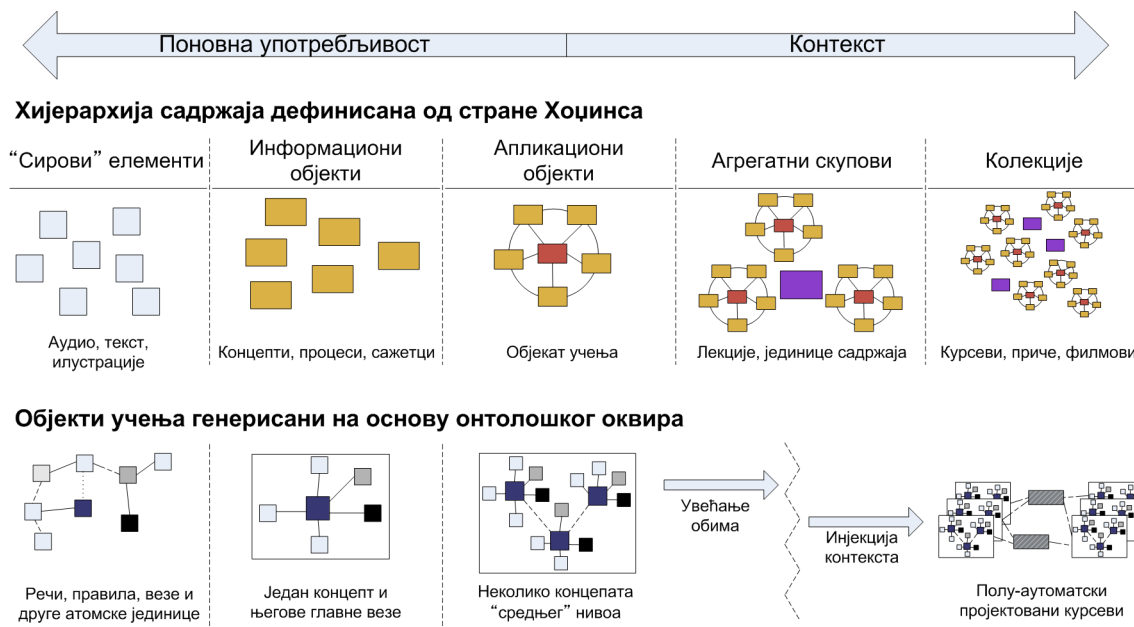 Поновна употребљивост
Контекст
Хијерархија садржаја дефинисана од стране Хоџинса
“Сирови” елементи
Информациони
објекти
Апликациони
објекти
Агрегатни скупови
Колекције
Аудио, текст,
илустрације
Концепти, процеси, сажетци
Објекат учења
Лекције, јединице садржаја
Курсеви, приче, филмови
Објекти учења генерисани на основу онтолошког оквира
Увећање
обима
Инјекција
контекста
Речи, правила, везе и
друге атомске јединице
Један концепт и
његове главне везе
Неколико концепата
“средњег” нивоа
Полу-аутоматски
пројектовани курсеви